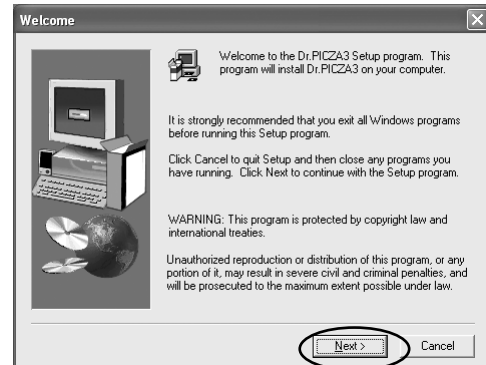 Welcome
Welcome to the Dr.PICZA3 Setup program. This
program will install Dr.PICZA3 on your computer.
It is strongly recommended that you exit all Windows programs
before running this Setup program.
Click Cancel to quit Setup and then close any programs you
have running. Click Next to continue with the Setup program.
WARNING: This program is protected by copyright law and
international treaties.
Unauthorized reproduction or distribution of this program, or any
portion of it, may result in severe civil and criminal penalties, and
will be prosecuted to the maximum extent possible under law.
Next >
Cancel